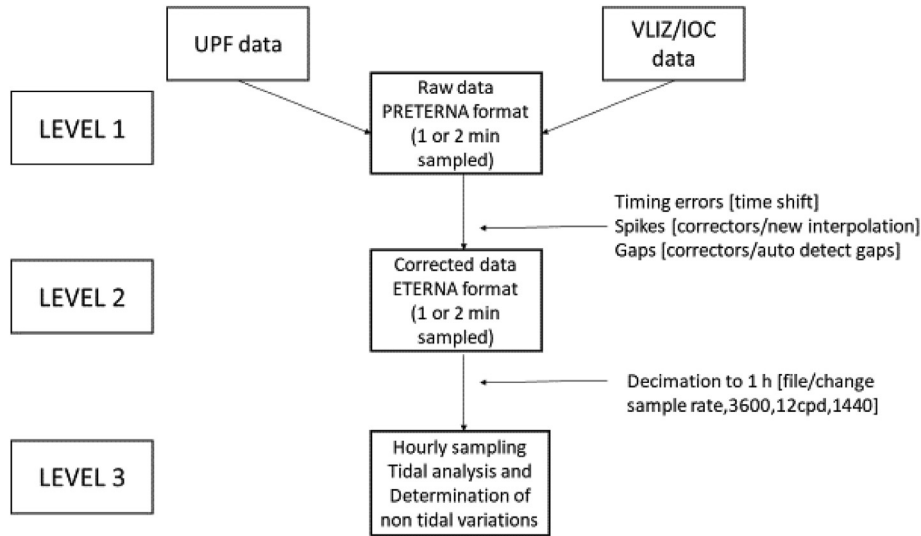 UPF data
VLIZ/IOC
data
LEVEL 1
Raw data
PRETERNA format
(1 or 2 min
sampled)
Timing errors [time shift]
Spikes [correctors/new interpolation]
Gaps [correctors/auto detect gaps]
LEVEL 2
Corrected data
ETERNA format
(1 or 2 min
sampled)
Decimation to 1 h [file/change
sample rate,3600,12cpd,1440]
LEVEL 3
Hourly sampling
Tidal analysis and
Determination of
non tidal variations